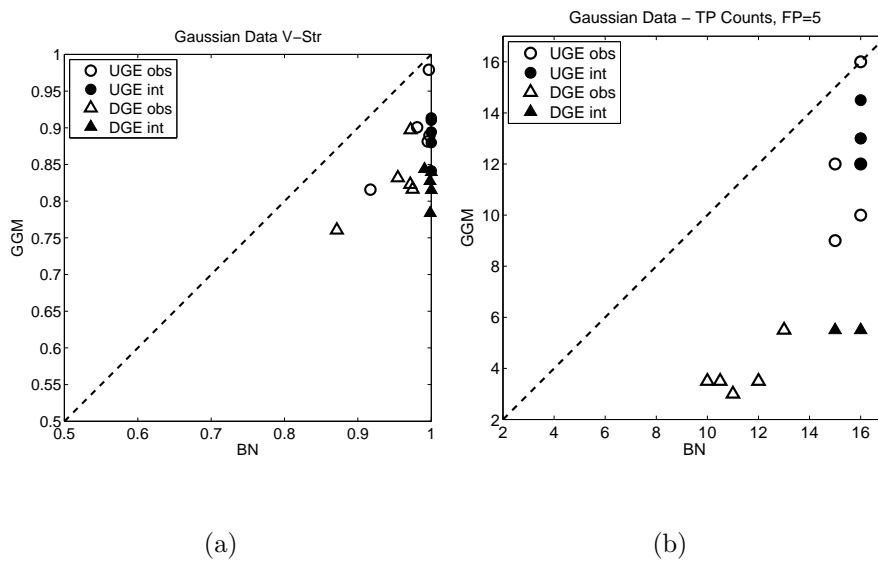 Gaussian Data V−Str
1
0.95
0.9
0.85
0.8
0.75
0.7
0.65
0.6
0.55
0.5
GGM
UGE obs
UGE int
DGE obs
DGE int
0.5 0.6 0.7 0.8 0.9 1
BN
(a)
Gaussian Data − TP Counts, FP=5
16
14
12
10
8
6
4
2
GGM
UGE obs
UGE int
DGE obs
DGE int
2 4 6 8 10 12 14 16
BN
(b)